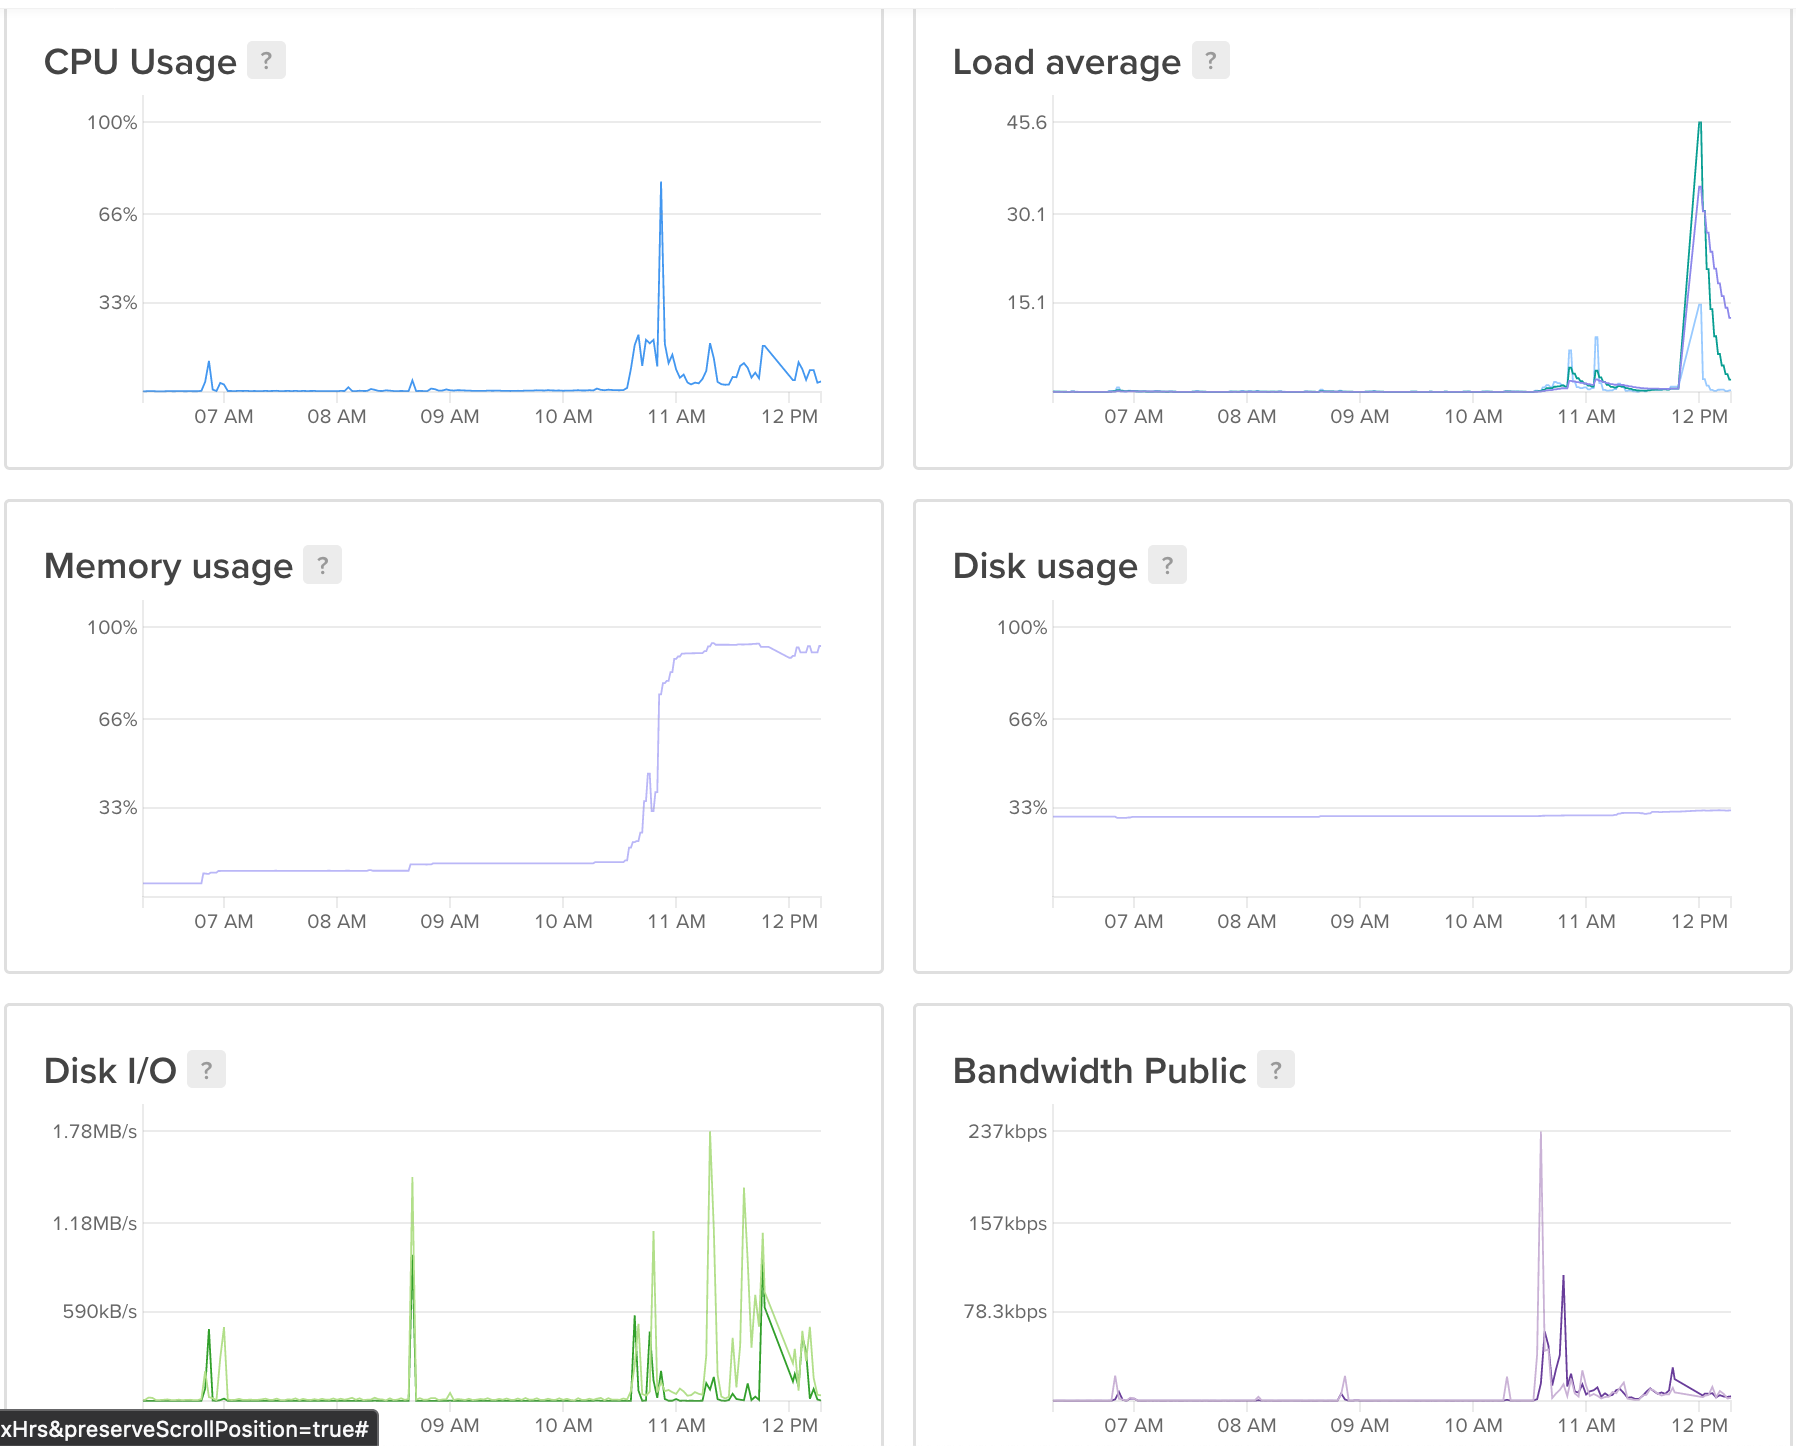 CPU Usage ?
100%
66%
33%
07 AM 08 AM 09 AM 10 AM 11 AM 12 PM
Load average ?
45.6
30.1
15.1
07 AM 08 AM 09 AM 10 AM 11 AM 12 PM
Memory usage ?
100%
66%
33%
07 AM 08 AM 09 AM 10 AM 11 AM 12 PM
Disk usage ?
100%
66%
33%
07 AM 08 AM 09 AM 10 AM 11 AM 12 PM
Disk I/O ?
1.78MB/s
1.18MB/s
590kB/s
09 AM 10 AM 11 AM 12 PM
Bandwidth Public ?
237kbps
157kbps
78.3kbps
07 AM 08 AM 09 AM 10 AM 11 AM 12 PM
xHrs&preserveScrollPosition=true#